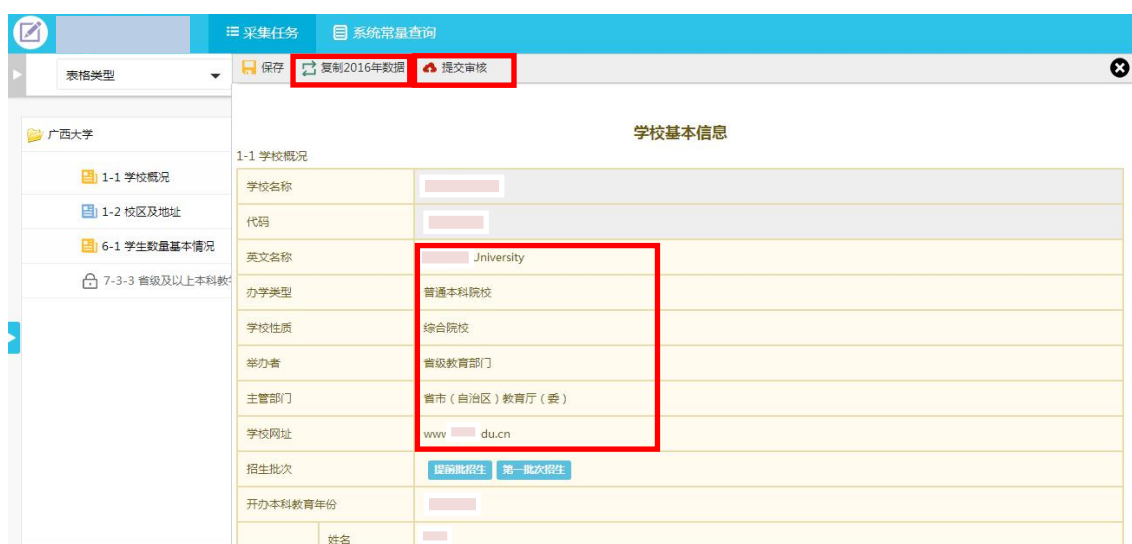 采集任务 系统常量查询
表格类型 保存 复制2016年数据 提交审核
广西大学
1-1 学校概况
1-2 校区及地址
6-1 学生数量基本情况
7-3-3 省级及以上本科教
学校基本信息
1-1 学校概况
学校名称
代码
英文名称 University
办学类型 普通本科院校
学校性质 综合院校
举办者 省级教育部门
主管部门 省市（自治区）教育厅（委）
学校网址 www du.cn
招生批次 提前批招生 第一批次招生
开办本科教育年份
姓名